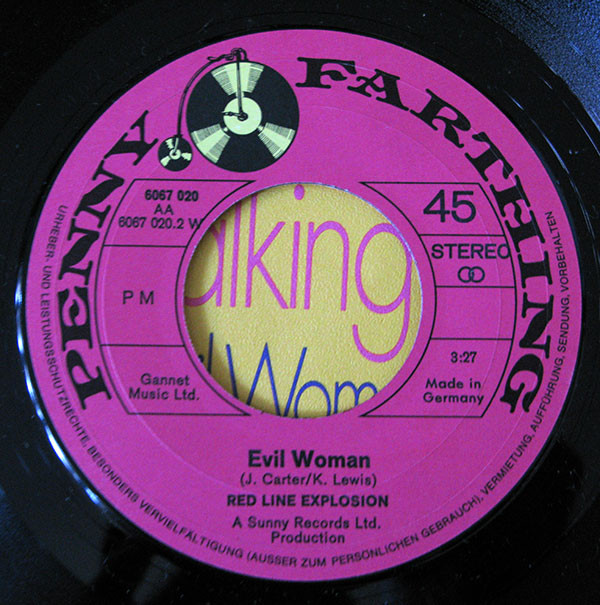 PENNY FARTHING
6067 020
AA
6067 020.2 W
45
STEREO
PM
3:27
Gannet
Music Ltd.
Made in
Germany
alking
Wom
Evil Woman
(J. Carter/K. Lewis)
RED LINE EXPLOSION
A Sunny Records Ltd.
Production
URHEBER- UND LEISTUNGSSCHUTZRECHTE, BESONDERS VERVIELFÄLTIGUNG (AUSSER ZUM PERSÖNLICHEN GEBRAUCH), VERMIETUNG, AUFFÜHRUNG, SENDUNG, VORBEHALTEN